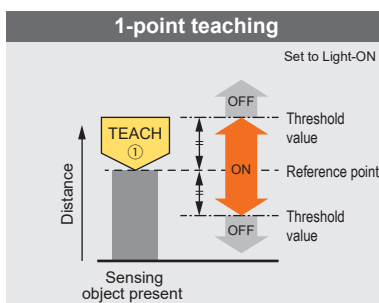 1-point teaching
Set to Light-ON
OFF
Threshold
value
TEACH
①
ON
Reference point
Distance
Threshold
value
OFF
Sensing
object present